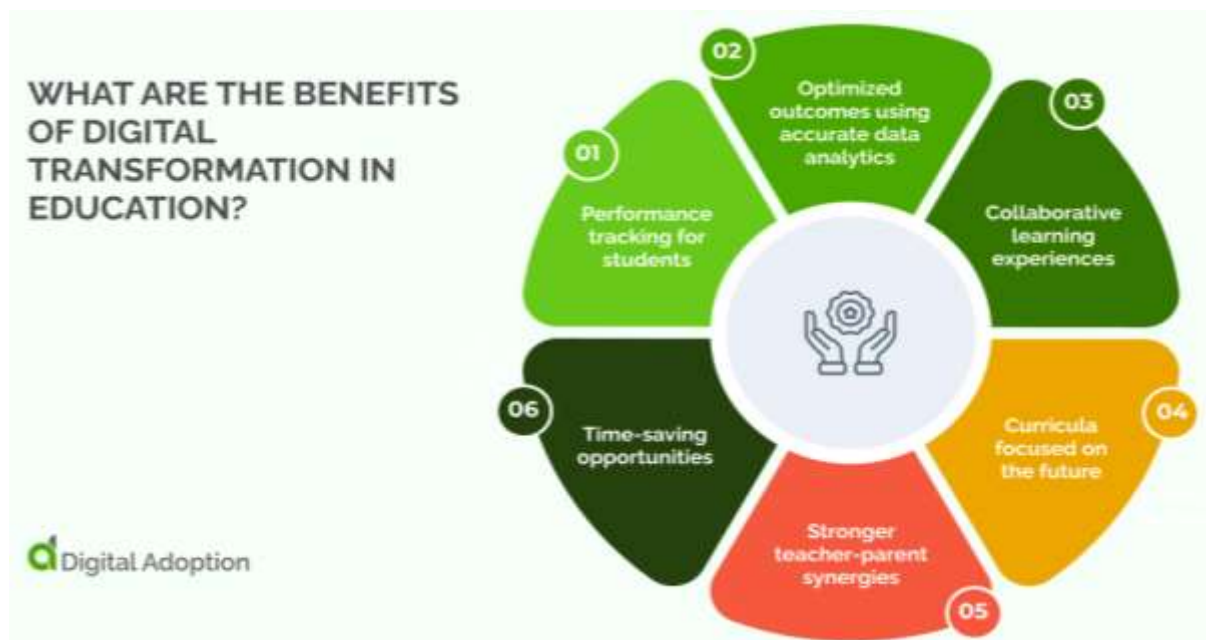 WHAT ARE THE BENEFITS
OF DIGITAL
TRANSFORMATION IN
EDUCATION?
01
Performance
tracking for
students
02
Optimized
outcomes using
accurate data
analytics
03
Collaborative
learning
experiences
04
Curricula
focused on
the future
05
Stronger
teacher-parent
synergies
06
Time-saving
opportunities
Digital Adoption